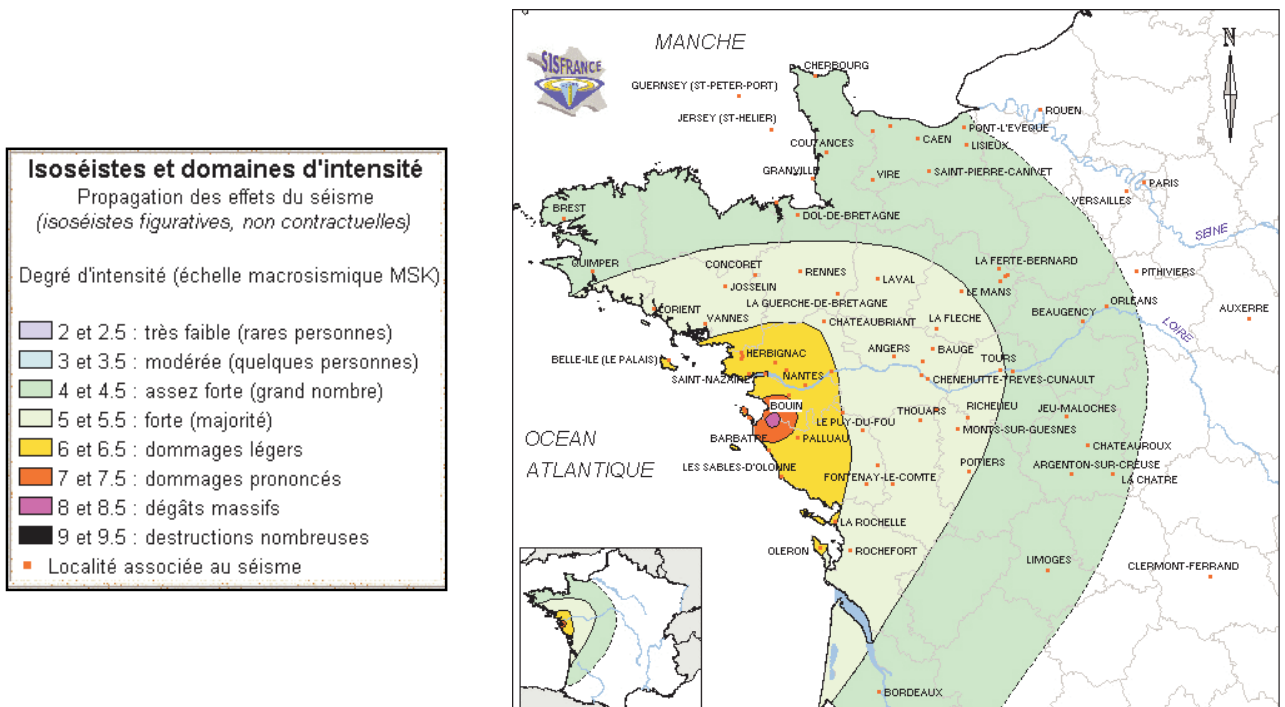 Isoséistes et domaines d'intensité
Propagation des effets du séisme
(isoséistes figuratives, non contractuelles)
Degré d'intensité (échelle macrosismique MSK)
2 et 2.5 : très faible (rares personnes)
3 et 3.5 : modérée (quelques personnes)
4 et 4.5 : assez forte (grand nombre)
5 et 5.5 : forte (majorité)
6 et 6.5 : dommages légers
7 et 7.5 : dommages prononcés
8 et 8.5 : dégâts massifs
9 et 9.5 : destructions nombreuses
Localité associée au séisme
SISFRANCE
MANCHE
N
CHERBOURG
GUERNSEY (ST-PETER-PORT)
ROUEN
JERSEY (ST-HELIER)
PONT-L'EVEQUE
CAEN
LISIEUX
COUTANCES
GRANVILLE
VIRE
SAINT-PIERRE-CANIVET
PARIS
VERSAILLES
BREST
DOL-DE-BRETAGNE
SEINE
QUIMPER
CONCORET
RENNES
LAVAL
LA FERTE-BERNARD
PITHIVIERS
JOSSELIN
LE MANS
LA GUERCHE-DE-BRETAGNE
ORLEANS
LORIENT
VANNES
CHATEAUBRIANT
LA FLECHE
BEAUGENCY
AUXERRE
LOIRE
BELLE-ILE (LE PALAIS)
HERBIGNAC
ANGERS
BAUGE
TOURS
SAINT-NAZAIRE
NANTES
CHENEHUTTE-TREVES-CUNAULT
BOUIN
THOUARS
RICHELIEU
JEU-MALOCHES
LE PUY-DU-FOU
MONTS-SUR-GUESNES
BARBATRE
PALLUAU
CHATEAUROUX
OCEAN
ATLANTIQUE
LES SABLES-D'OLONNE
POITIERS
ARGENTON-SUR-CREUSE
FONTENAY-LE-COMTE
LA CHATRE
LA ROCHELLE
OLERON
ROCHEFORT
LIMOGES
CLERMONT-FERRAND
BORDEAUX